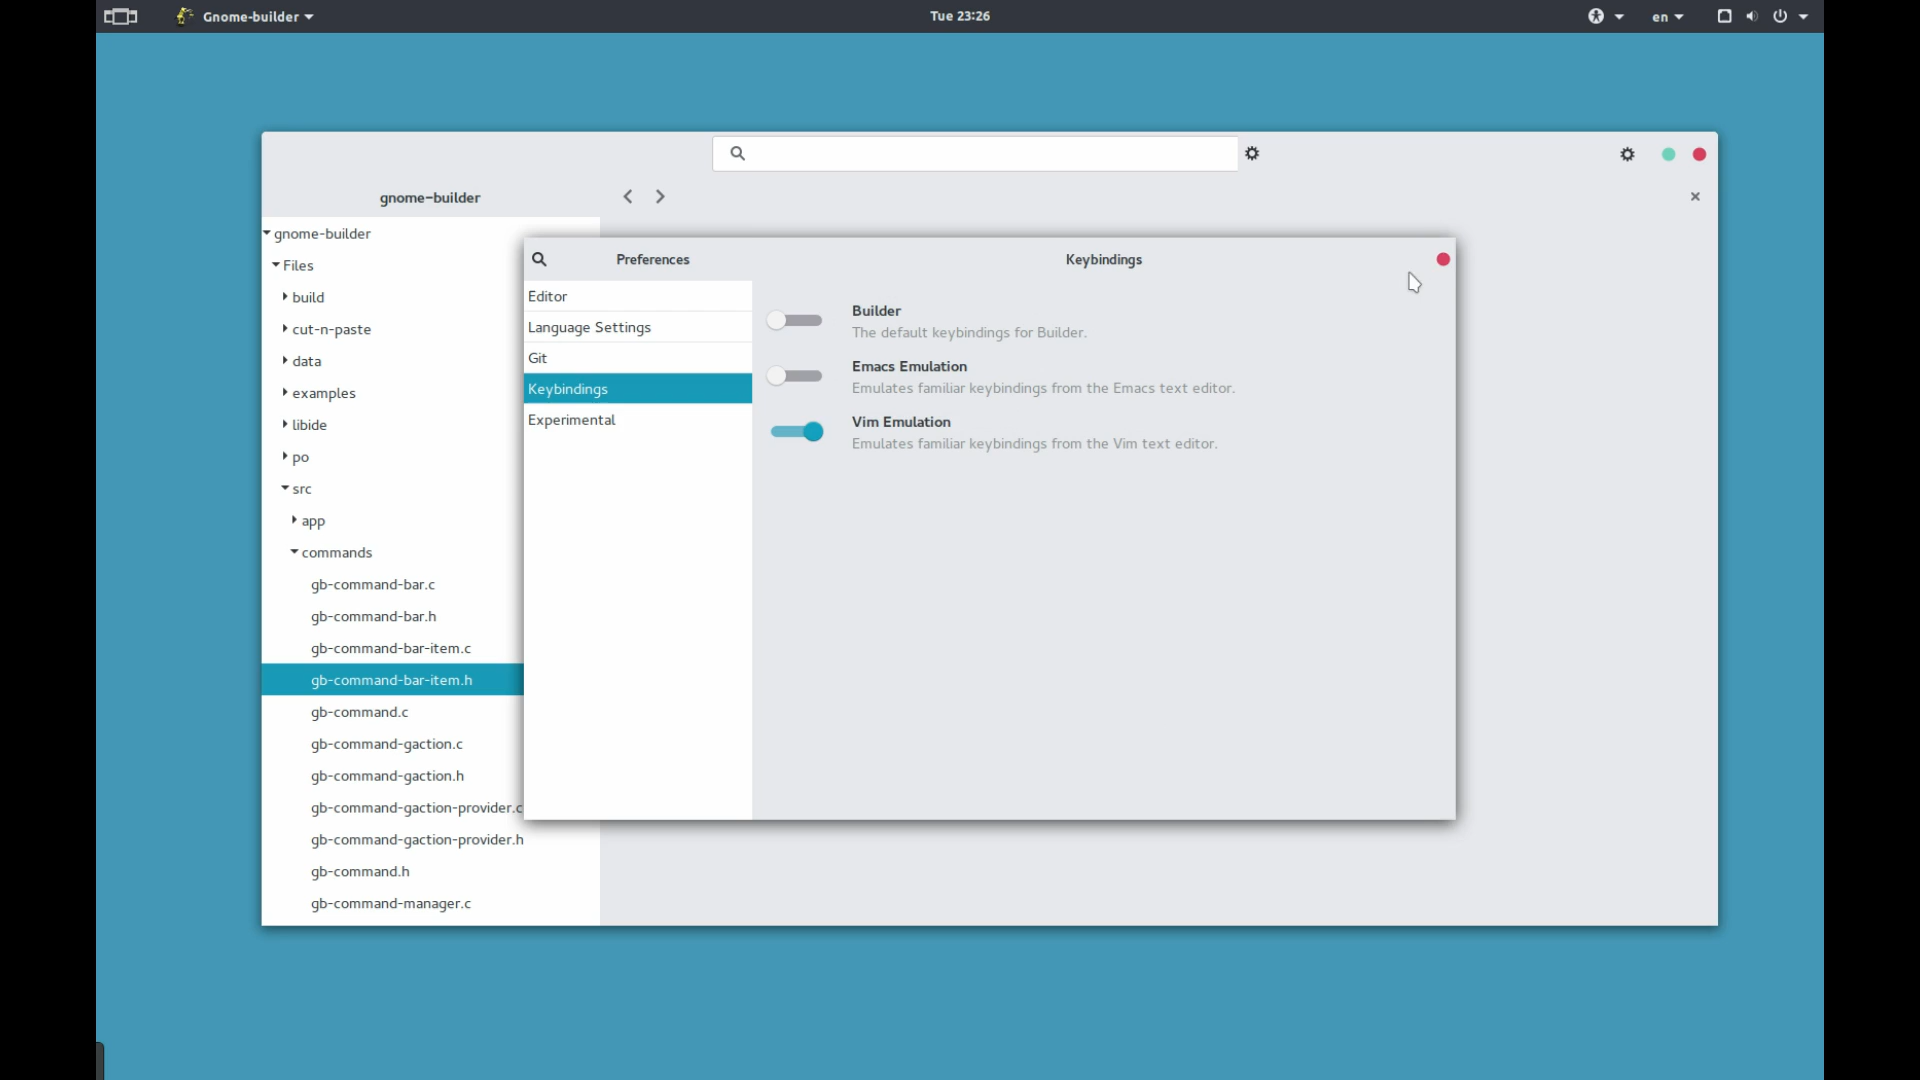 Gnome-builder
Tue 23:26
en
gnome-builder
gnome-builder
Files
build
cut-n-paste
data
examples
libide
po
src
app
commands
gb-command-bar.c
gb-command-bar.h
gb-command-bar-item.c
gb-command-bar-item.h
gb-command.c
gb-command-gaction.c
gb-command-gaction.h
gb-command-gaction-provider.c
gb-command-gaction-provider.h
gb-command.h
gb-command-manager.c
Preferences
Keybindings
Editor
Language Settings
Git
Keybindings
Experimental
Builder
The default keybindings for Builder.
Emacs Emulation
Emulates familiar keybindings from the Emacs text editor.
Vim Emulation
Emulates familiar keybindings from the Vim text editor.